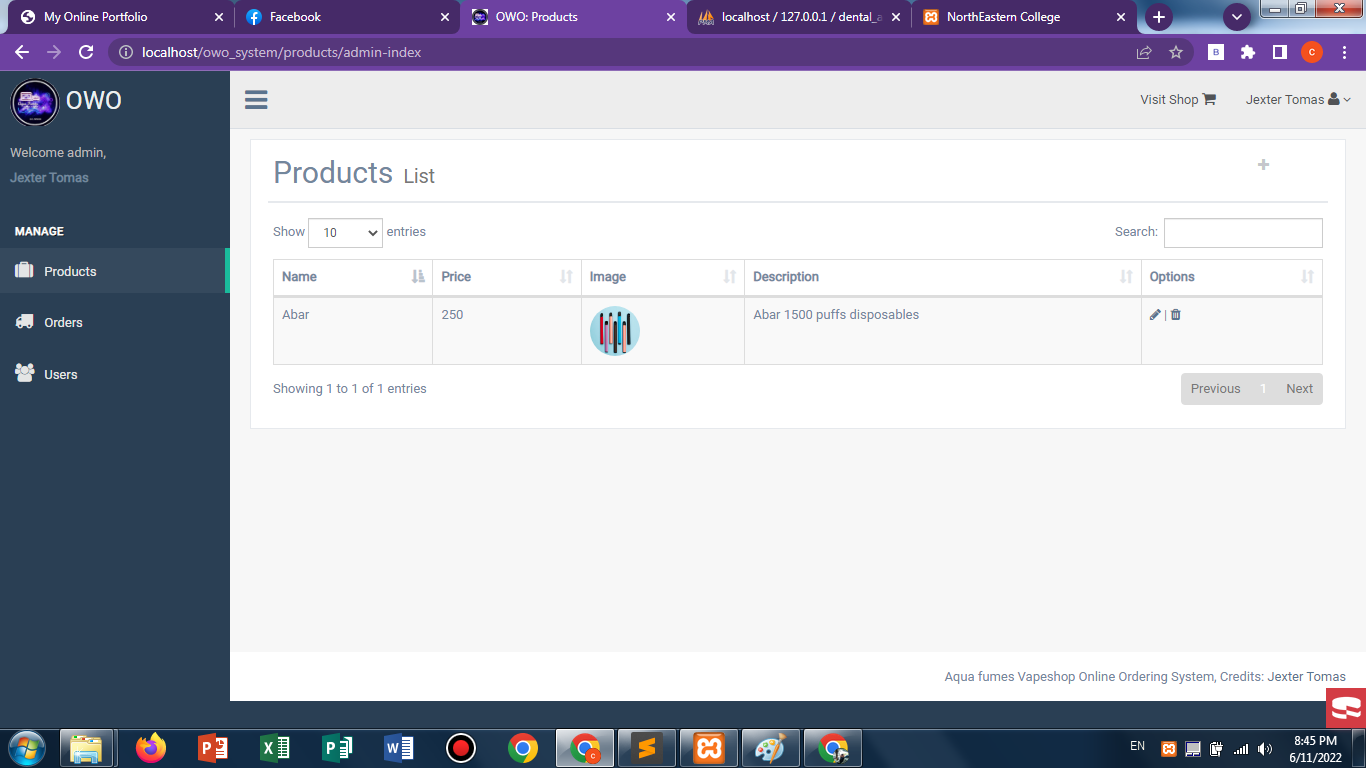 My Online Portfolio
Facebook
OWO: Products
localhost / 127.0.0.1 / dental_a
NorthEastern College
localhost/owo_system/products/admin-index
B
C
OWO
Visit Shop
Jexter Tomas
Welcome admin,
Jexter Tomas
MANAGE
Products
Orders
Users
Products List
Show 10 entries
Search:
Name Price Image Description Options
Abar 250 Abar 1500 puffs disposables |
Showing 1 to 1 of 1 entries
Previous 1 Next
Aqua fumes Vapeshop Online Ordering System, Credits: Jexter Tomas
EN
8:45 PM
6/11/2022